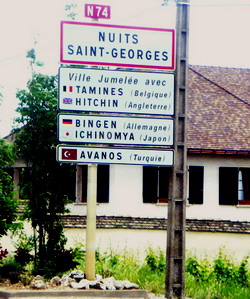 N74
NUITS
SAINT-GEORGES
Ville Jumelée avec
TAMINES (Belgique)
HITCHIN (Angleterre)
BINGEN (Allemagne)
ICHINOMYA (Japon)
AVANOS (Turquie)